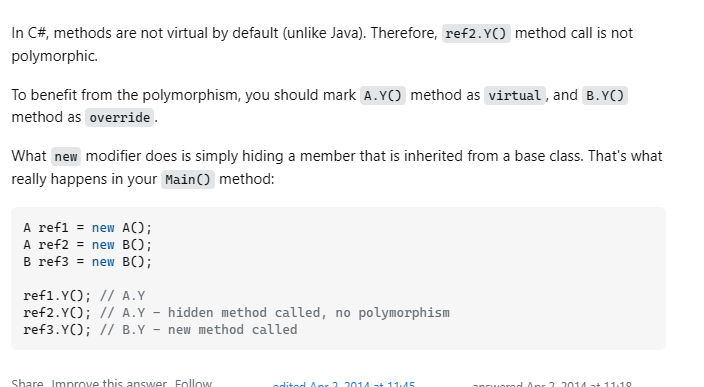 In C#, methods are not virtual by default (unlike Java). Therefore, ref2.Y() method call is not
polymorphic.
To benefit from the polymorphism, you should mark A.Y() method as virtual, and B.Y()
method as override.
What new modifier does is simply hiding a member that is inherited from a base class. That's what
really happens in your Main() method:
A ref1 = new A();
A ref2 = new B();
B ref3 = new B();
ref1.Y(); // A.Y
ref2.Y(); // A.Y - hidden method called, no polymorphism
ref3.Y(); // B.Y - new method called
Share Improve this answer Follow edited Apr 2, 2014 at 11:45 answered Apr 2, 2014 at 11:18